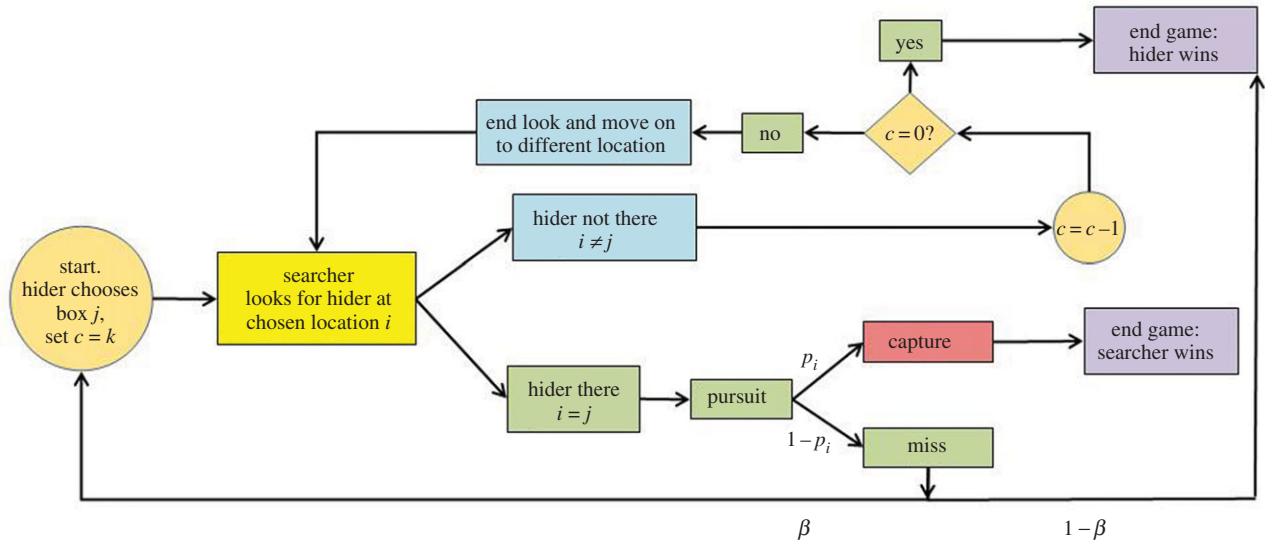 yes
end game:
hider wins
end look and move on
to different location
no
c = 0?
hider not there
i ≠ j
c = c – 1
start.
hider chooses
box j,
set c = k
searcher
looks for hider at
chosen location i
capture
end game:
searcher wins
p_i
hider there
i = j
pursuit
1 – p_i
miss
β
1 – β